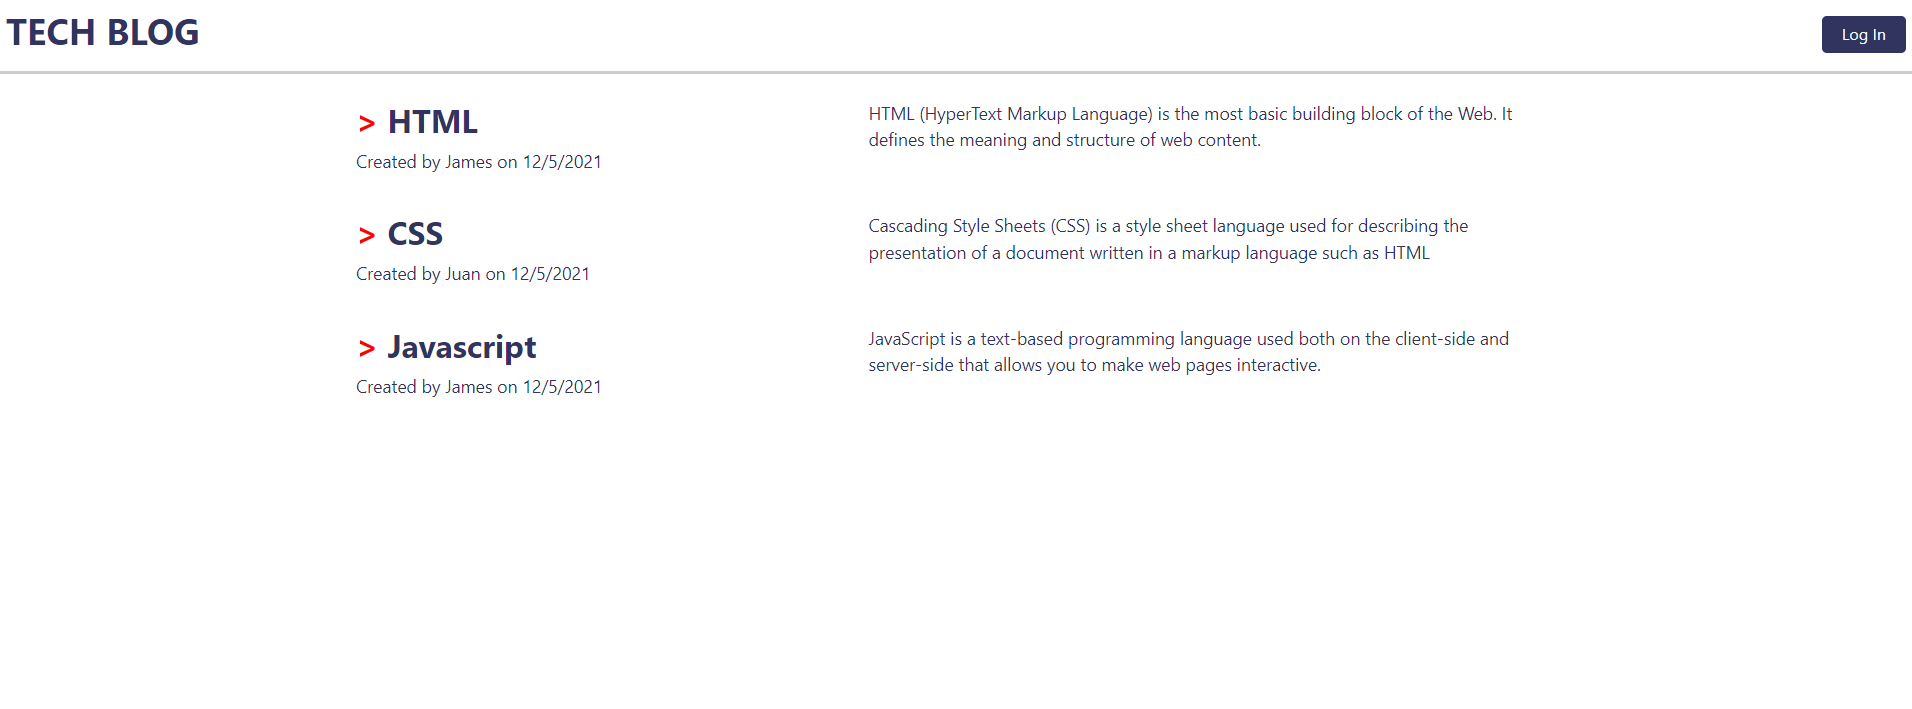 TECH BLOG
Log In
> HTML
Created by James on 12/5/2021
HTML (HyperText Markup Language) is the most basic building block of the Web. It
defines the meaning and structure of web content.
> CSS
Created by Juan on 12/5/2021
Cascading Style Sheets (CSS) is a style sheet language used for describing the
presentation of a document written in a markup language such as HTML
> Javascript
Created by James on 12/5/2021
JavaScript is a text-based programming language used both on the client-side and
server-side that allows you to make web pages interactive.